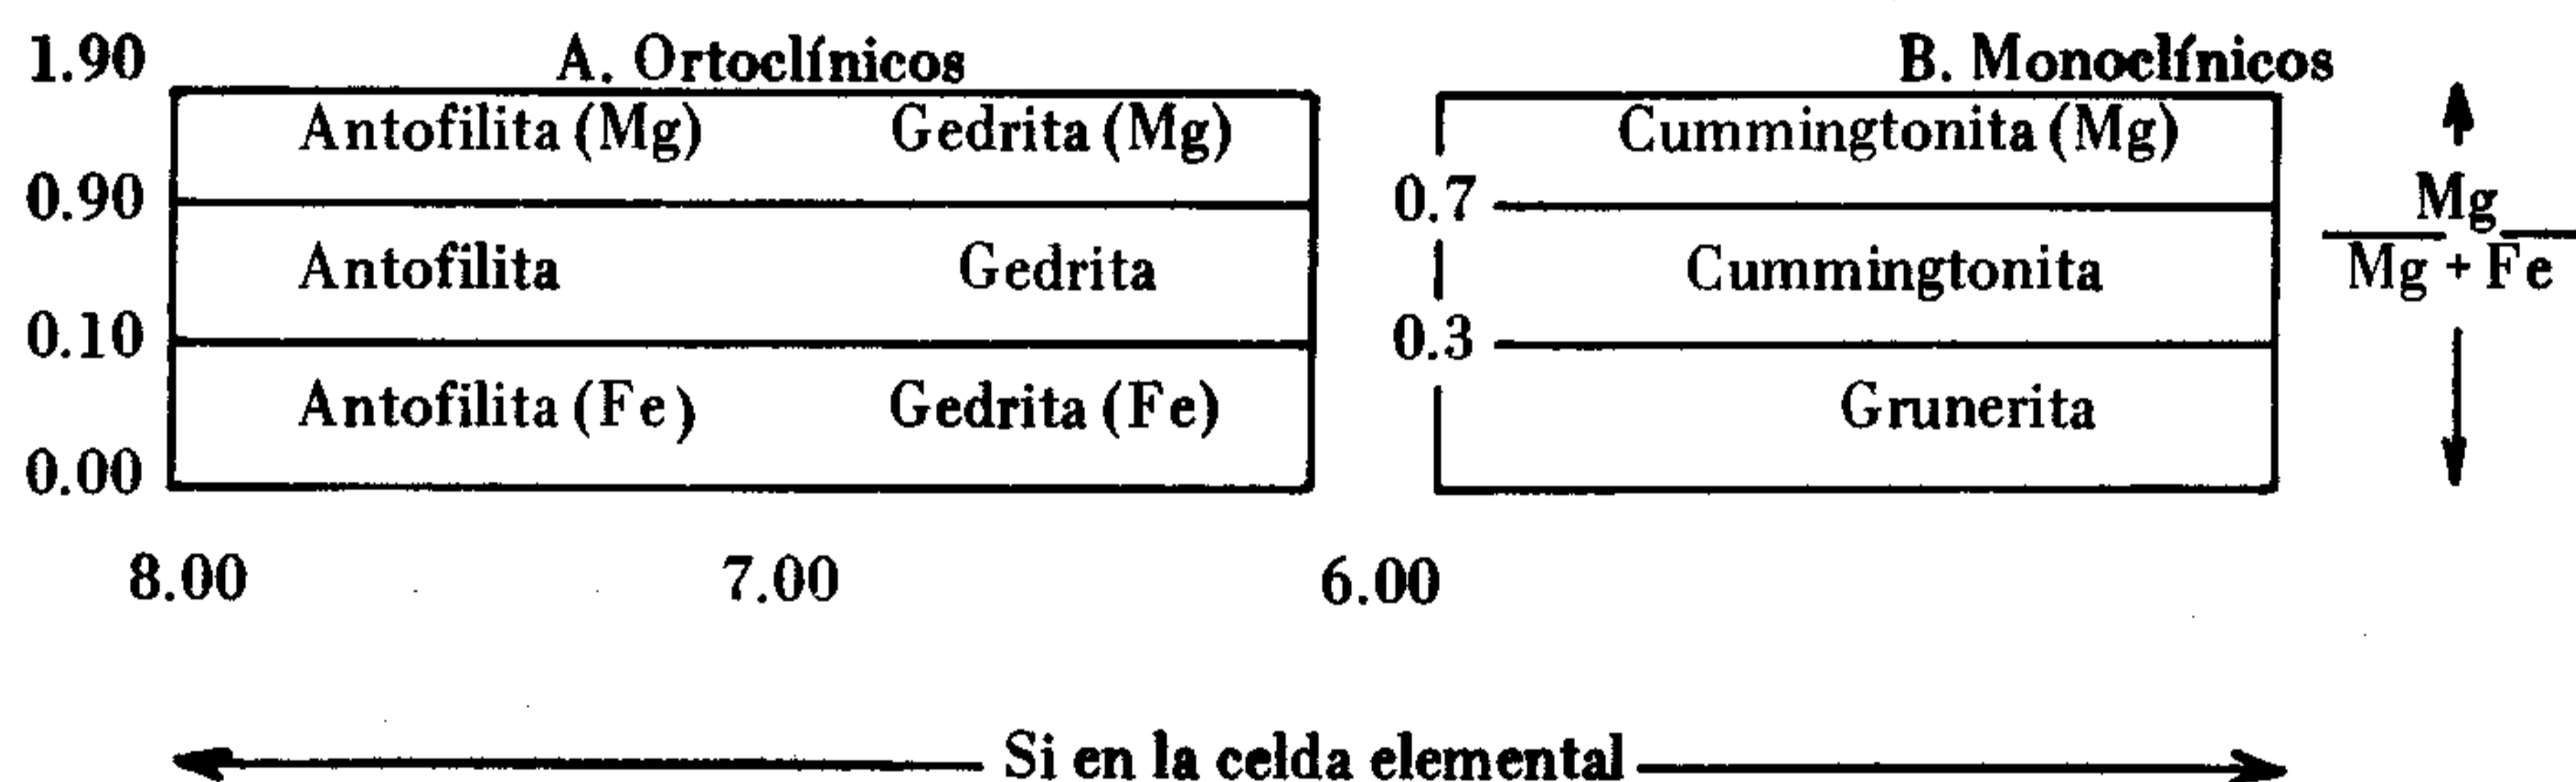 1.90 A. Ortoclínicos B. Monoclínicos
Antofilita (Mg) Gedrita (Mg) Cummingtonita (Mg)
0.90 0.7 Mg
Antofilita Gedrita Cummingtonita Mg + Fe
0.10 0.3
Antofilita (Fe) Gedrita (Fe) Grunerita
0.00
8.00 7.00 6.00
Si en la celda elemental